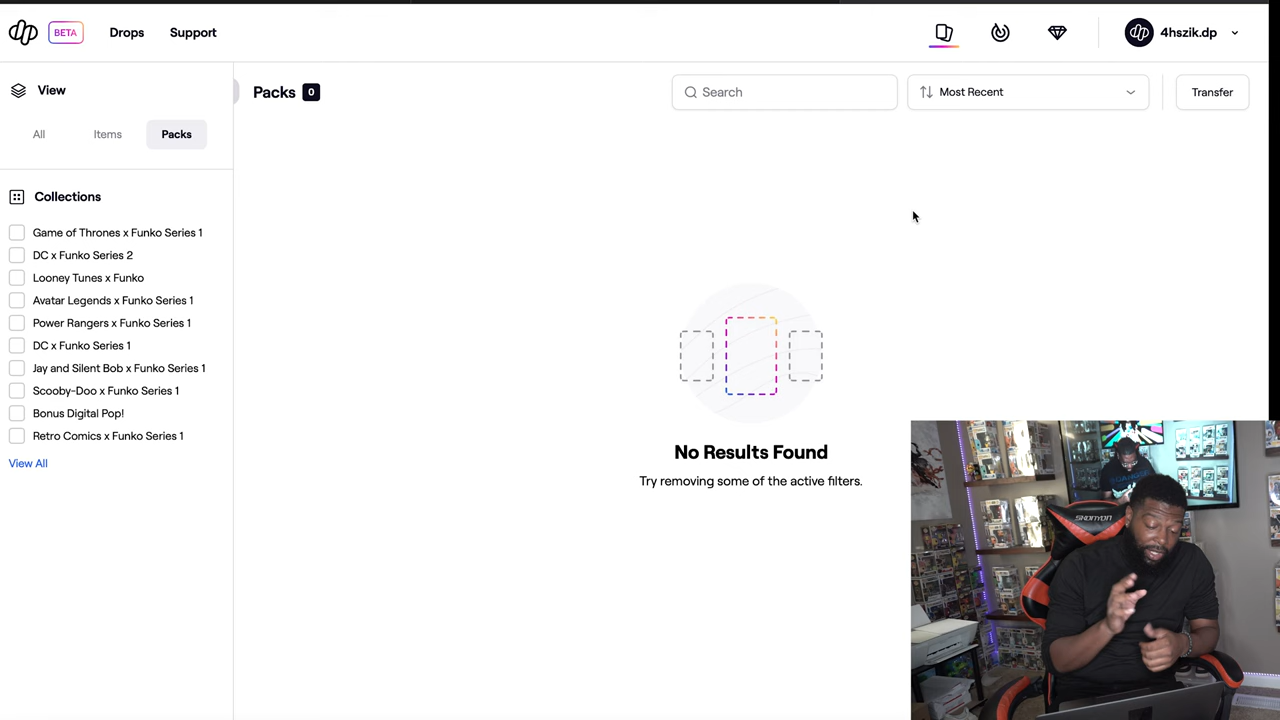 BETA
Drops
Support
4hszik.dp
View
All
Items
Packs
Collections
Game of Thrones x Funko Series 1
DC x Funko Series 2
Looney Tunes x Funko
Avatar Legends x Funko Series 1
Power Rangers x Funko Series 1
DC x Funko Series 1
Jay and Silent Bob x Funko Series 1
Scooby-Doo x Funko Series 1
Bonus Digital Pop!
Retro Comics x Funko Series 1
View All
Packs 0
Search
Most Recent
Transfer
No Results Found
Try removing some of the active filters.
SKONYON